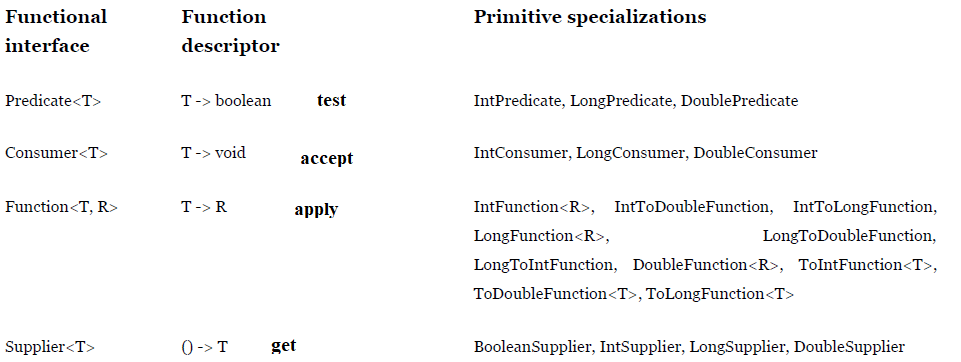 Functional interface Function descriptor Primitive specializations
Predicate<T> T -> boolean test IntPredicate, LongPredicate, DoublePredicate
Consumer<T> T -> void accept IntConsumer, LongConsumer, DoubleConsumer
Function<T, R> T -> R apply IntFunction<R>, IntToDoubleFunction, IntToLongFunction,
LongFunction<R>, LongToDoubleFunction,
LongToIntFunction, DoubleFunction<R>, ToIntFunction<T>,
ToDoubleFunction<T>, ToLongFunction<T>
Supplier<T> () -> T get BooleanSupplier, IntSupplier, LongSupplier, DoubleSupplier